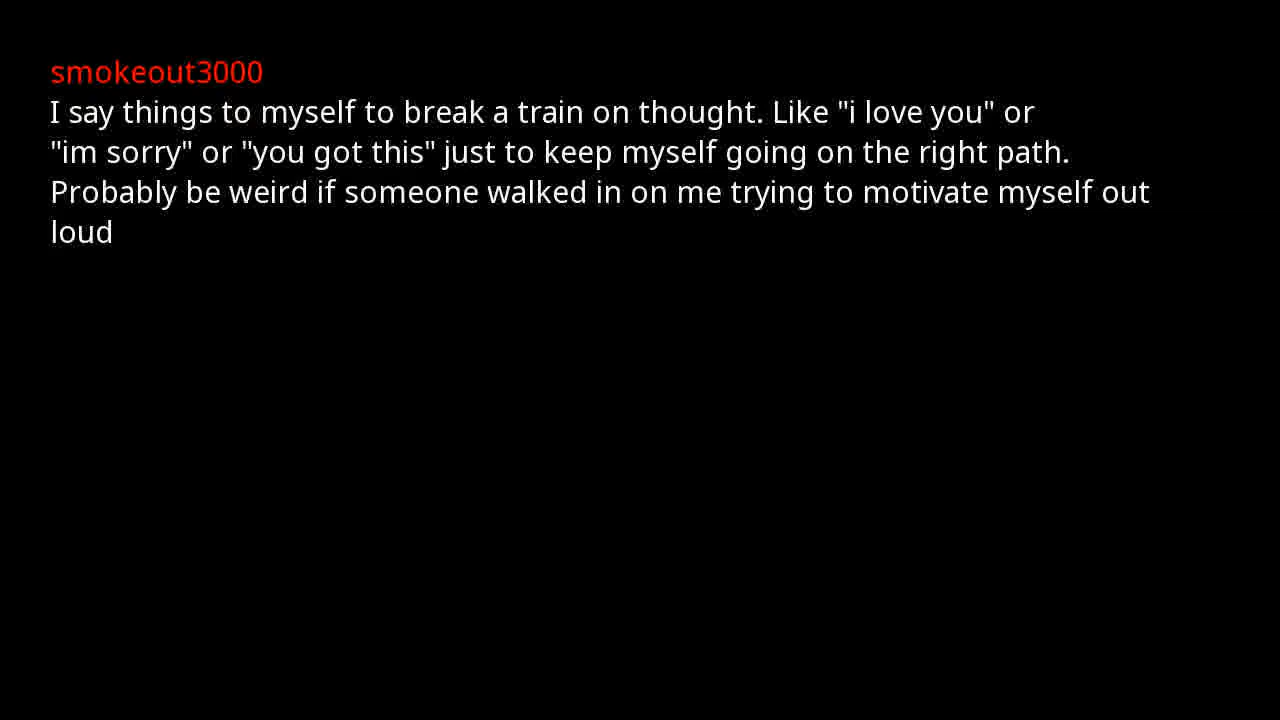 smokeout3000
I say things to myself to break a train on thought. Like "i love you" or
"im sorry" or "you got this" just to keep myself going on the right path.
Probably be weird if someone walked in on me trying to motivate myself out
loud